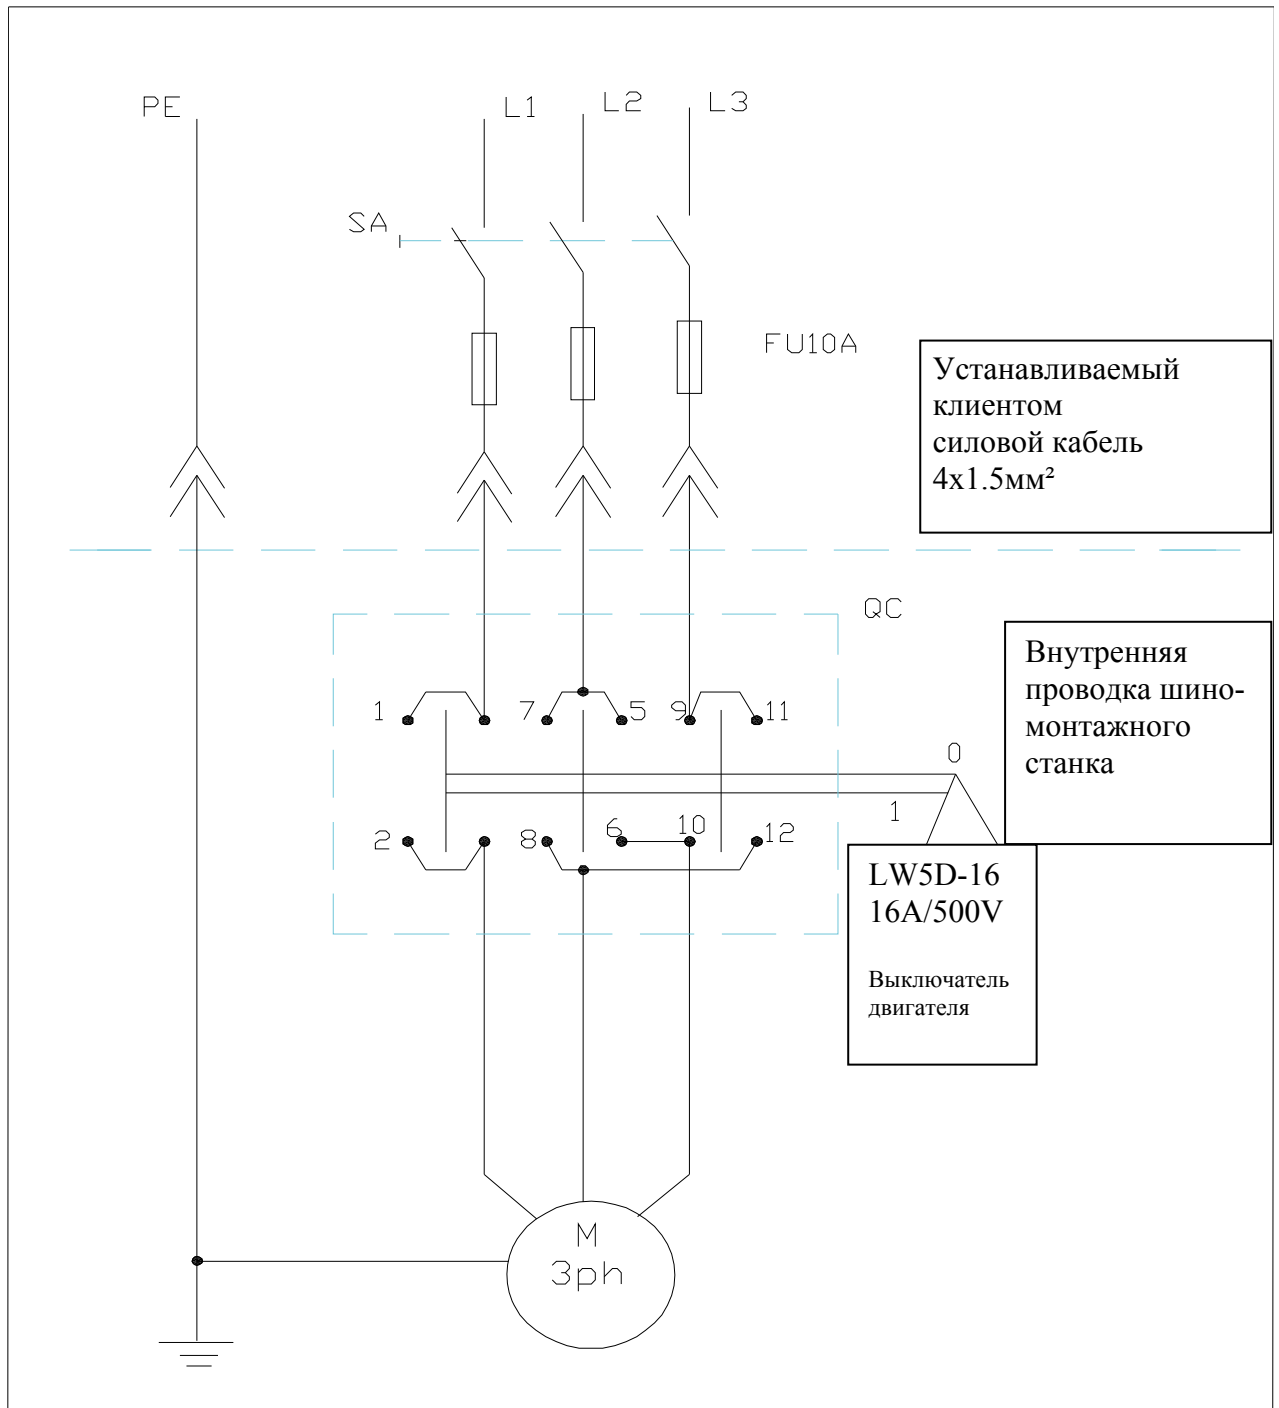 PE
L1
L2
L3
SA
FU10A
Устанавливаемый
клиентом
силовой кабель
4x1.5мм²
QC
Внутренняя
проводка шино-
монтажного
станка
1
7
5
9
11
0
1
2
8
6
10
12
LW5D-16
16A/500V
Выключатель
двигателя
M
3ph